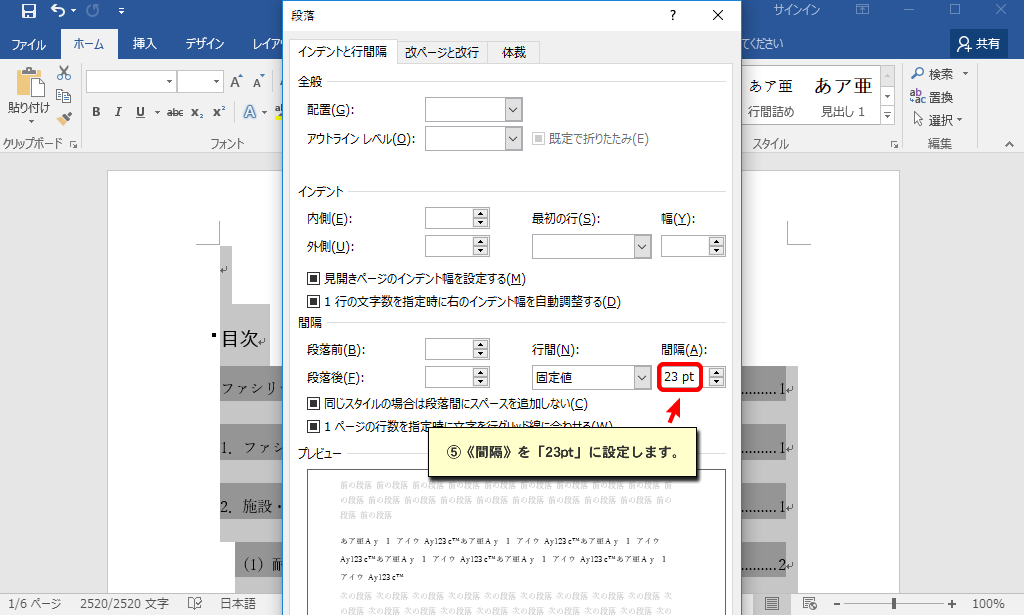 段落
?
サインイン
ファイル
ホーム
挿入
デザイン
レイア
てください
共有
インデントと行間隔
改ページと改行
体裁
貼り付け
クリップボード
B I U abc x₂ x² A
フォント
あア亜
あア亜
行間詰め
見出し 1
スタイル
検索
置換
選択
編集
全般
配置(G):
アウトライン レベル(O):
既定で折りたたみ(E)
インデント
内側(E):
最初の行(S):
幅(Y):
外側(U):
見開きページのインデント幅を設定する(M)
1 行の文字数を指定時に右のインデント幅を自動調整する(D)
間隔
段落前(B):
行間(N):
間隔(A):
段落後(F):
固定値
23 pt
同じスタイルの場合は段落間にスペースを追加しない(C)
1 ページの行数を指定時に文字を行グリッド線に合わせる(W)
⑤《間隔》を「23pt」に設定します。
プレビュー
前の段落 前の段落 前の段落 前の段落 前の段落 前の段落 前の段落 前の段落 前の段落 前
の段落 前の段落 前の段落 前の段落 前の段落 前の段落 前の段落 前の段落 前の段落 前の
段落 前の段落
あア亜Ａｙ １ アイウ Ay123 c™あア亜Ａｙ １ アイウ Ay123 c™あア亜Ａｙ １ アイウ
Ay123 c™あア亜Ａｙ １ アイウ Ay123 c™あア亜Ａｙ １ アイウ Ay123 c™あア亜Ａｙ １
アイウ Ay123 c™
次の段落 次の段落 次の段落 次の段落 次の段落 次の段落 次の段落 次の段落 次の段落 次
目次
ファシリ
..........1
1. ファシ
..........1
2. 施設・
..........1
(1) 耐
..........2
1/6 ページ
2520/2520 文字
日本語
100%